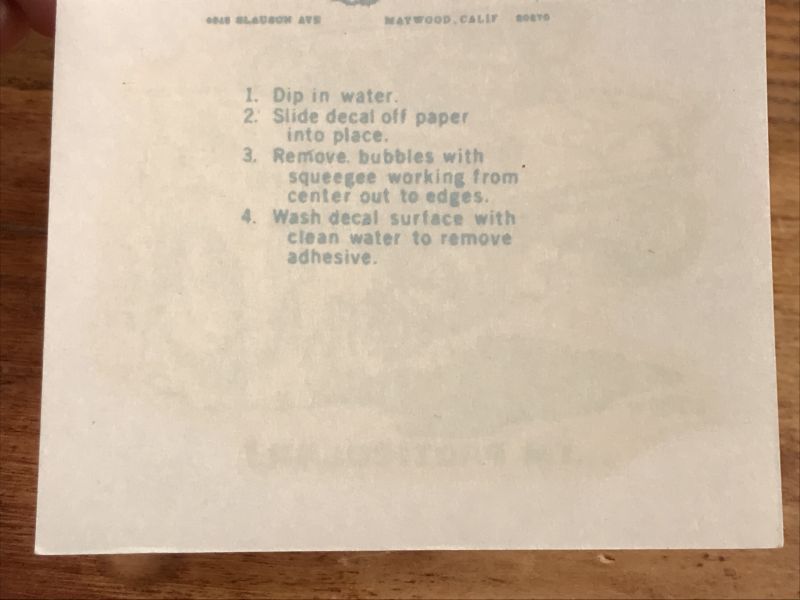 SLAUSON AVE MAYWOOD, CALIF 90270
1. Dip in water.
2. Slide decal off paper
into place.
3. Remove bubbles with
squeegee working from
center out to edges.
4. Wash decal surface with
clean water to remove
adhesive.